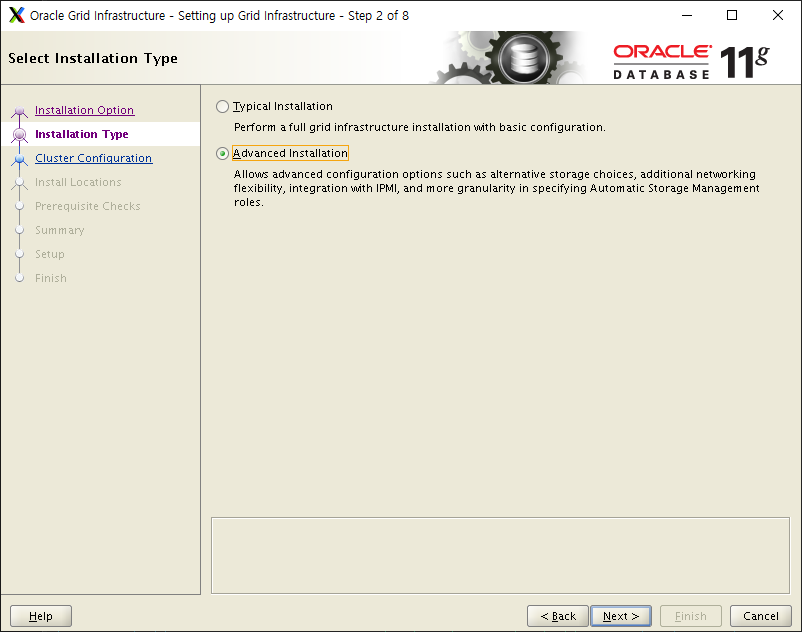 Oracle Grid Infrastructure - Setting up Grid Infrastructure - Step 2 of 8
Select Installation Type
ORACLE
DATABASE
11g
Installation Option
Installation Type
Cluster Configuration
Install Locations
Prerequisite Checks
Summary
Setup
Finish
Typical Installation
Perform a full grid infrastructure installation with basic configuration.
Advanced Installation
Allows advanced configuration options such as alternative storage choices, additional networking
flexibility, integration with IPMI, and more granularity in specifying Automatic Storage Management
roles.
Help
< Back
Next >
Finish
Cancel